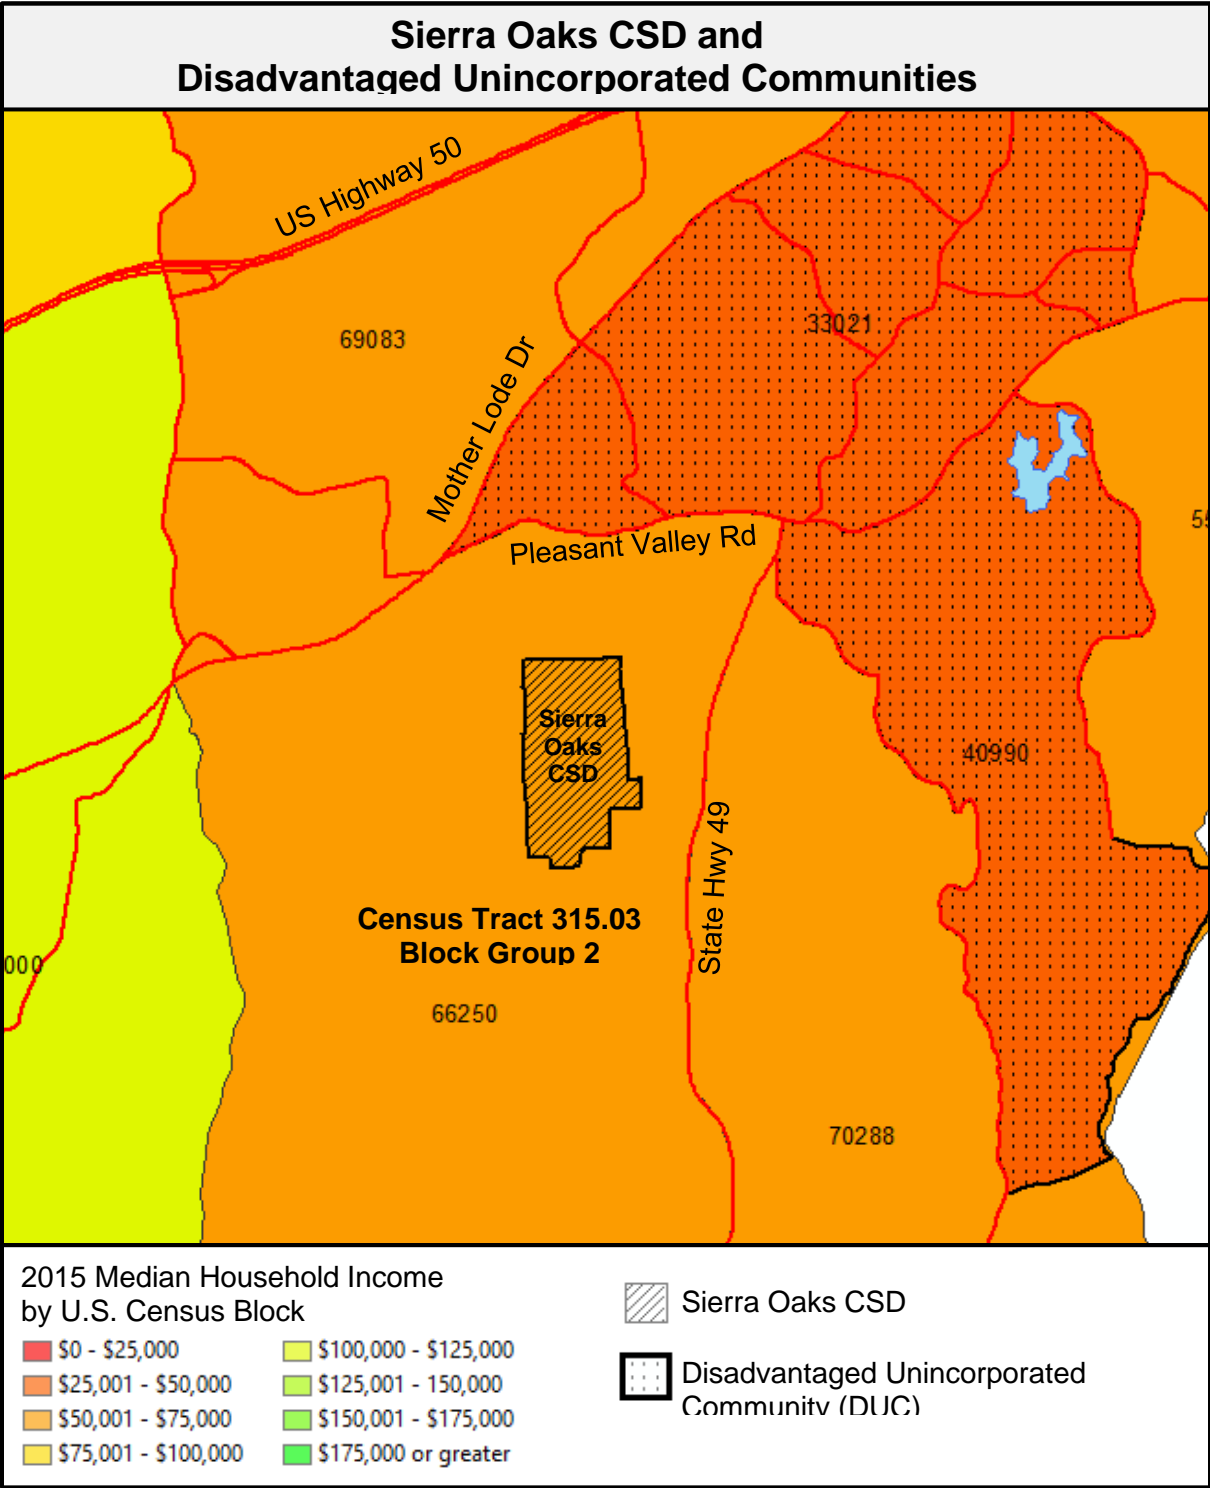 Sierra Oaks CSD and
Disadvantaged Unincorporated Communities
US Highway 50
69083
33021
Mother Lode Dr
Pleasant Valley Rd
55
Sierra
Oaks
CSD
40990
State Hwy 49
Census Tract 315.03
Block Group 2
000
66250
70288
2015 Median Household Income
by U.S. Census Block
$0 - $25,000
$25,001 - $50,000
$50,001 - $75,000
$75,001 - $100,000
$100,000 - $125,000
$125,001 - 150,000
$150,001 - $175,000
$175,000 or greater
Sierra Oaks CSD
Disadvantaged Unincorporated
Community (DUC)